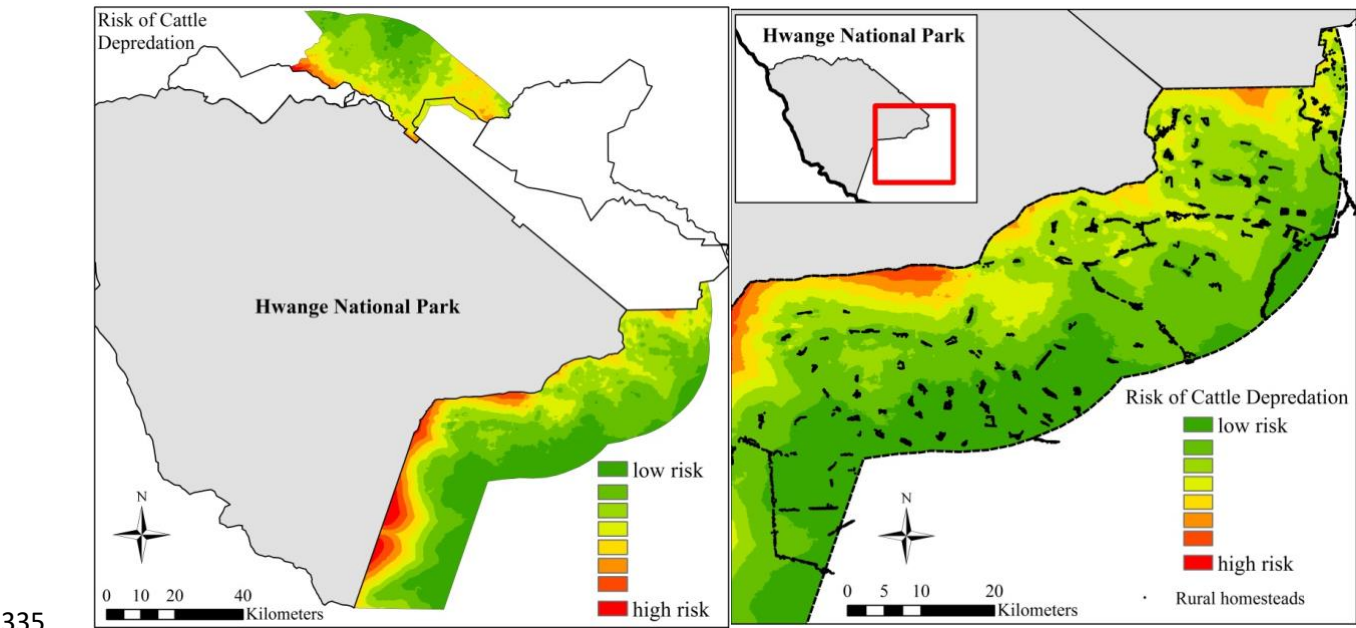 Risk of Cattle
Depredation
Hwange National Park
low risk
high risk
N
0 10 20 40
Kilometers
335
Hwange National Park
Risk of Cattle Depredation
low risk
high risk
Rural homesteads
N
0 5 10 20
Kilometers